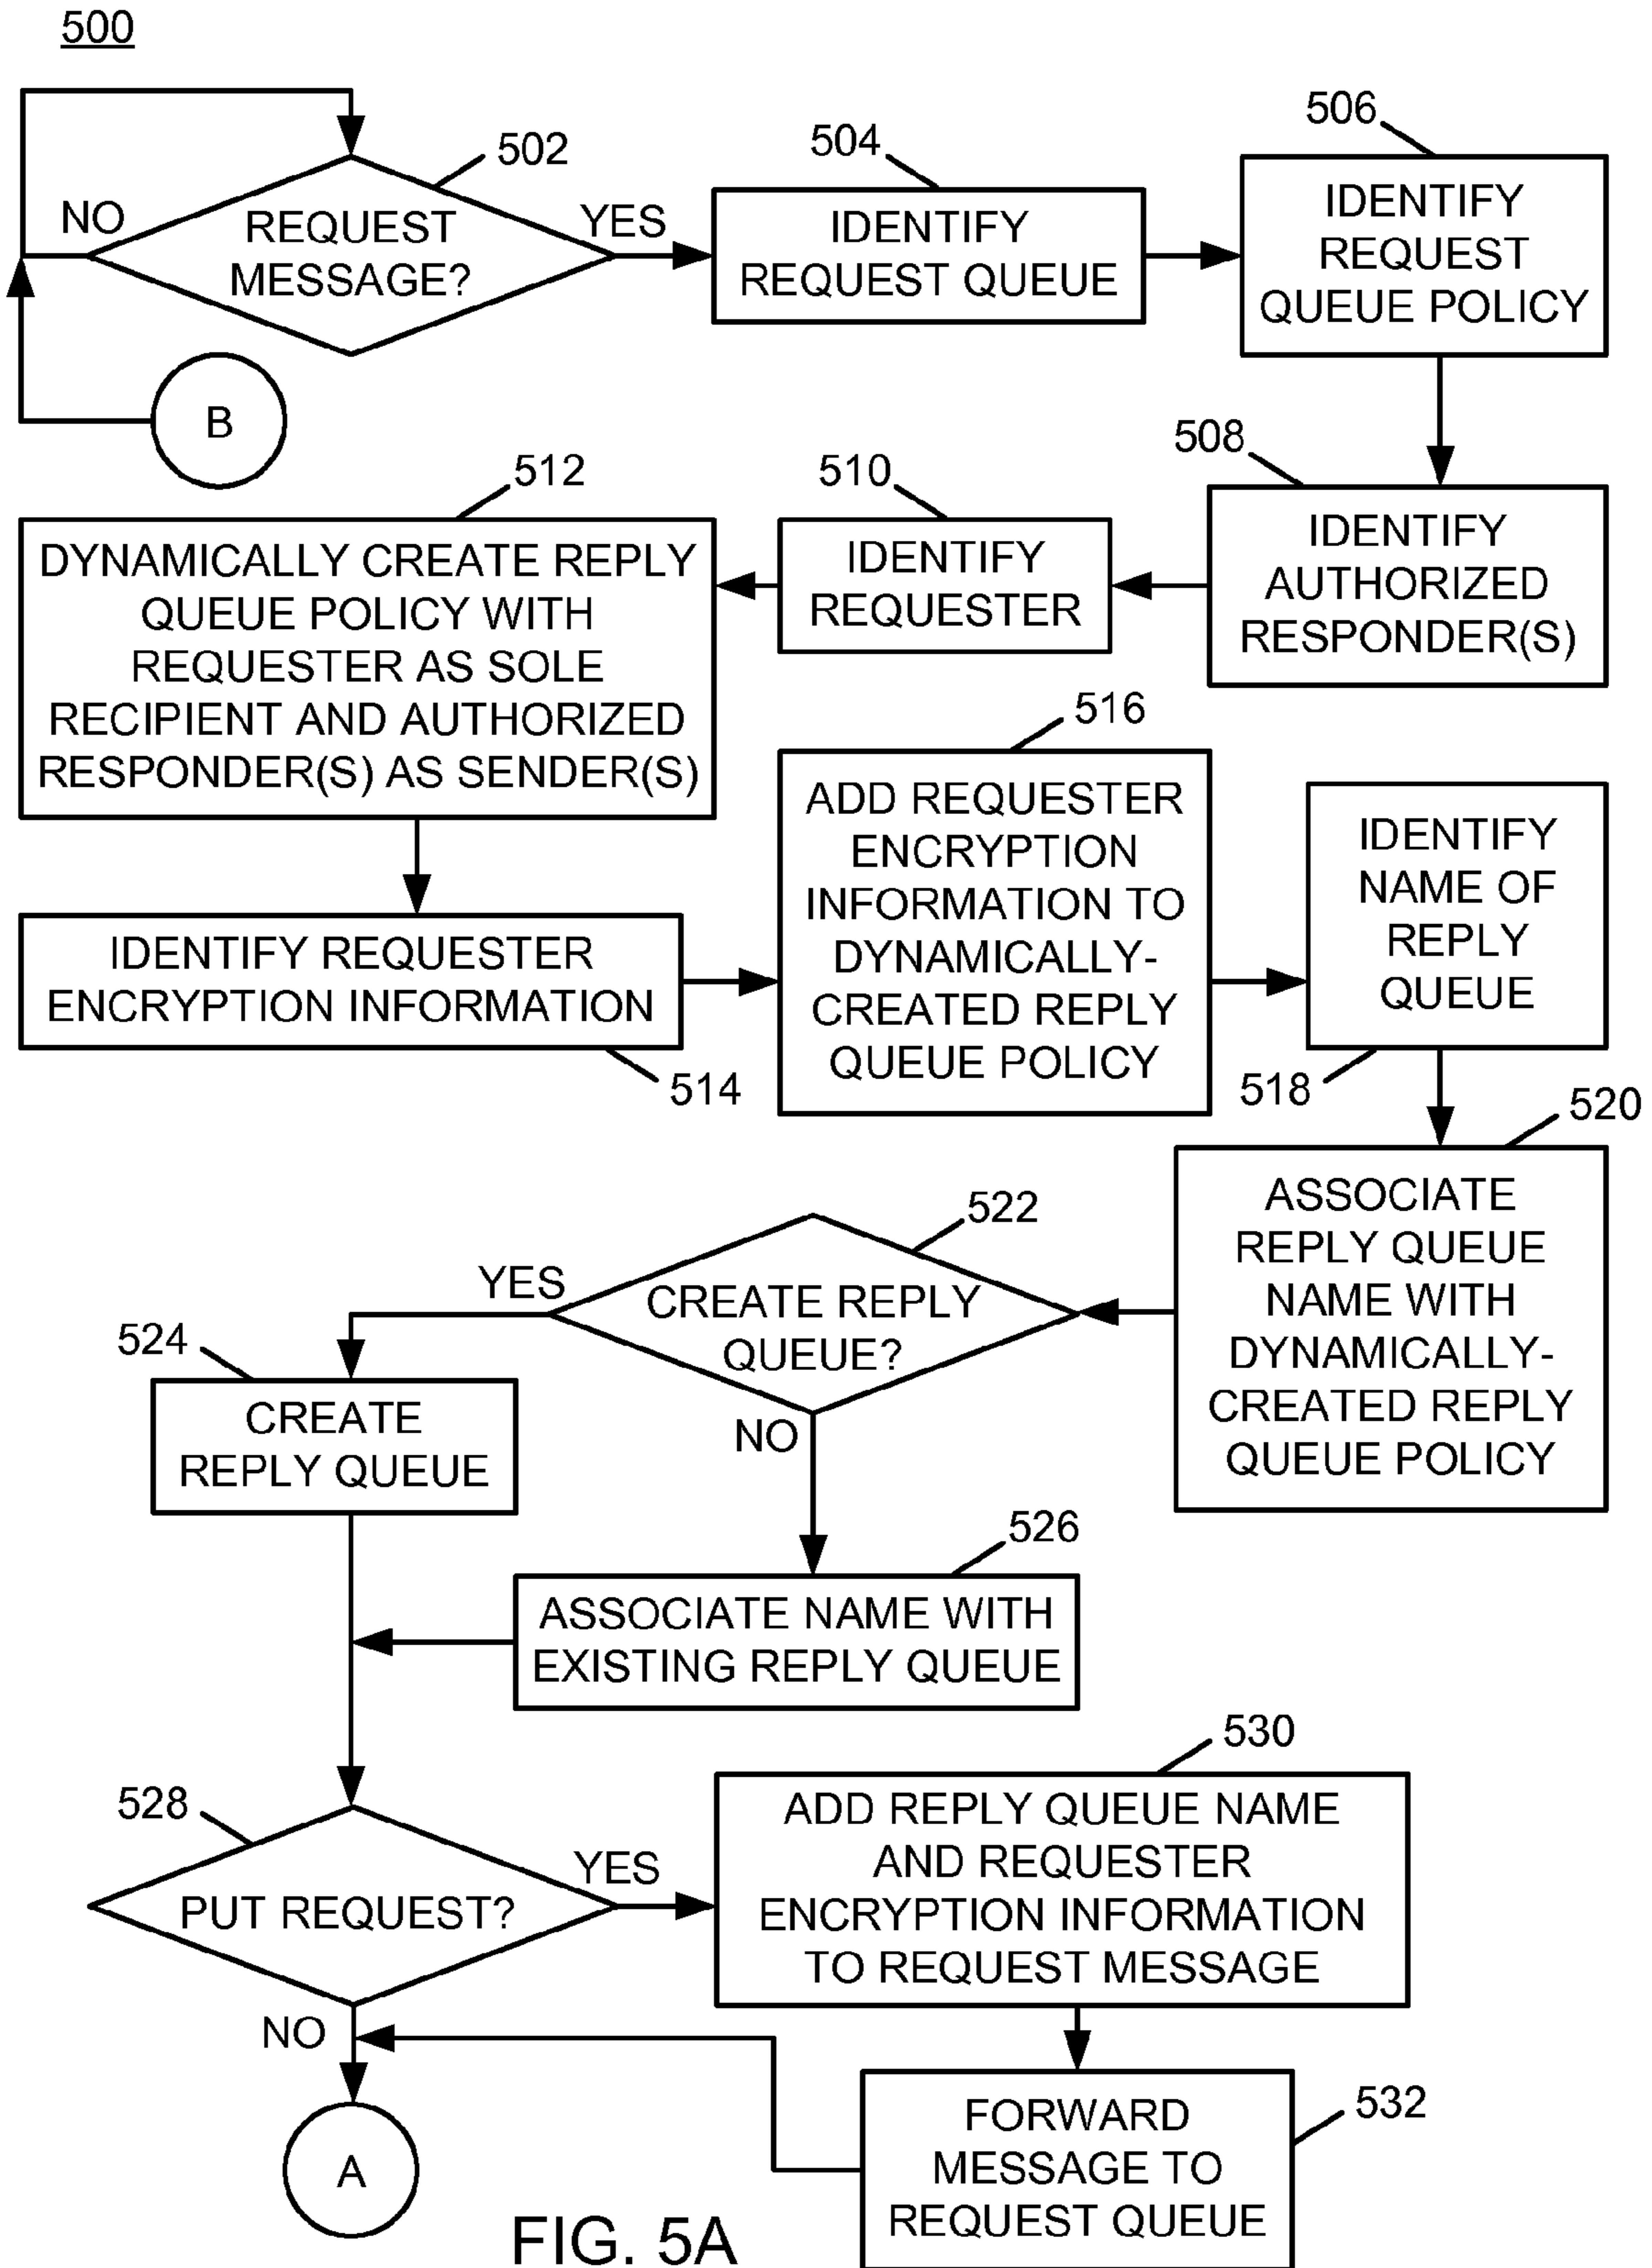 500
502
NO
REQUEST
MESSAGE?
YES
504
IDENTIFY
REQUEST QUEUE
506
IDENTIFY
REQUEST
QUEUE POLICY
B
508
IDENTIFY
AUTHORIZED
RESPONDER(S)
510
IDENTIFY
REQUESTER
512
DYNAMICALLY CREATE REPLY
QUEUE POLICY WITH
REQUESTER AS SOLE
RECIPIENT AND AUTHORIZED
RESPONDER(S) AS SENDER(S)
IDENTIFY REQUESTER
ENCRYPTION INFORMATION
514
516
ADD REQUESTER
ENCRYPTION
INFORMATION TO
DYNAMICALLY-
CREATED REPLY
QUEUE POLICY
IDENTIFY
NAME OF
REPLY
QUEUE
518
520
ASSOCIATE
REPLY QUEUE
NAME WITH
DYNAMICALLY-
CREATED REPLY
QUEUE POLICY
522
CREATE REPLY
QUEUE?
YES
NO
524
CREATE
REPLY QUEUE
526
ASSOCIATE NAME WITH
EXISTING REPLY QUEUE
528
PUT REQUEST?
YES
NO
530
ADD REPLY QUEUE NAME
AND REQUESTER
ENCRYPTION INFORMATION
TO REQUEST MESSAGE
532
FORWARD
MESSAGE TO
REQUEST QUEUE
A
FIG. 5A